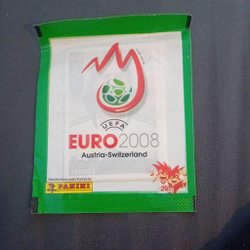 UEFA
EURO2008
Austria-Switzerland
PANINI